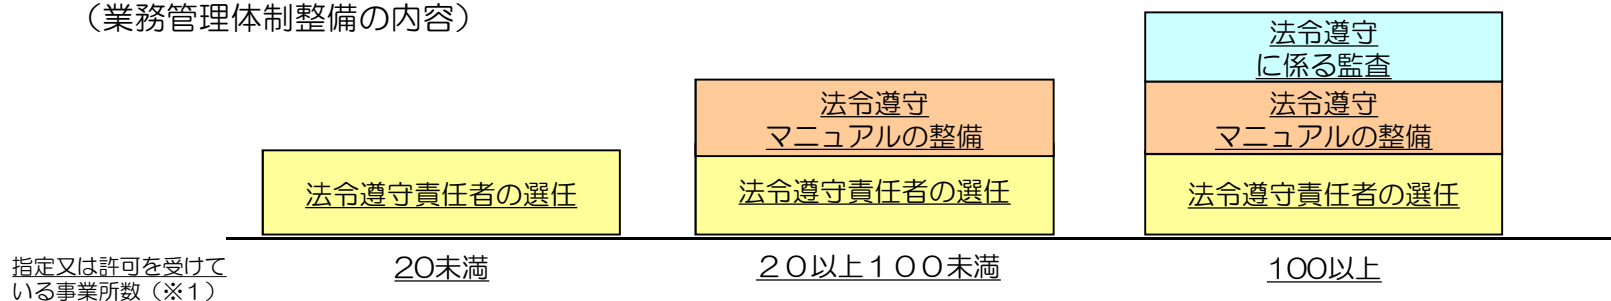 （業務管理体制整備の内容）
法令遵守
に係る監査
法令遵守
マニュアルの整備
法令遵守
マニュアルの整備
法令遵守責任者の選任
法令遵守責任者の選任
法令遵守責任者の選任
指定又は許可を受けて
いる事業所数（※１）
20未満
２０以上１００未満
100以上